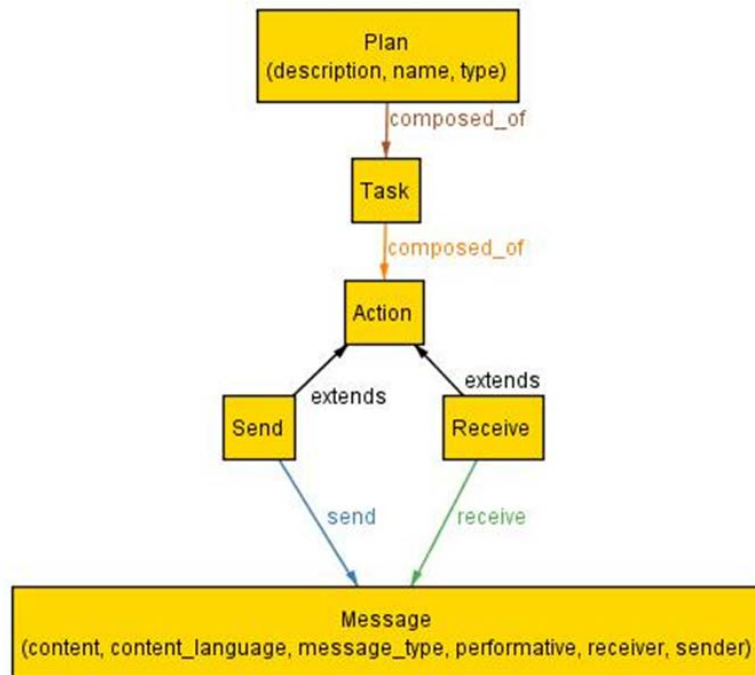 Plan
(description, name, type)
composed_of
Task
composed_of
Action
extends
extends
Send
Receive
send
receive
Message
(content, content_language, message_type, performative, receiver, sender)